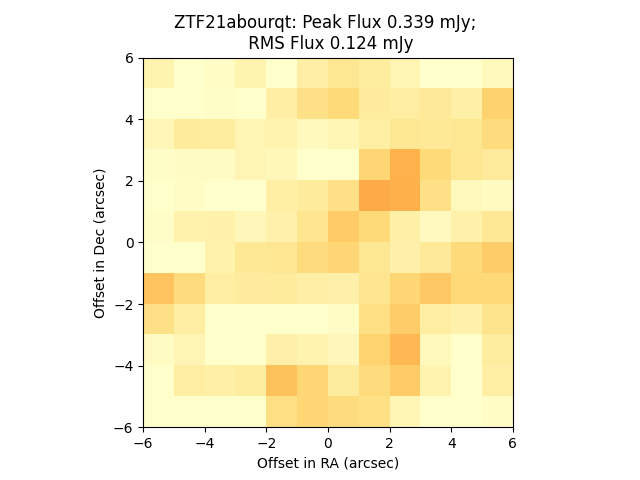 ZTF21abourqt: Peak Flux 0.339 mJy;
RMS Flux 0.124 mJy
6
4
2
0
−2
−4
−6
Offset in Dec (arcsec)
−6 −4 −2 0 2 4 6
Offset in RA (arcsec)